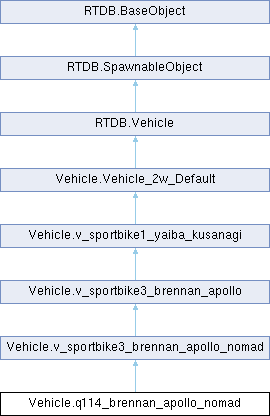 RTDB.BaseObject
RTDB.SpawnableObject
RTDB.Vehicle
Vehicle.Vehicle_2w_Default
Vehicle.v_sportbike1_yaiba_kusanagi
Vehicle.v_sportbike3_brennan_apollo
Vehicle.v_sportbike3_brennan_apollo_nomad
Vehicle.q114_brennan_apollo_nomad